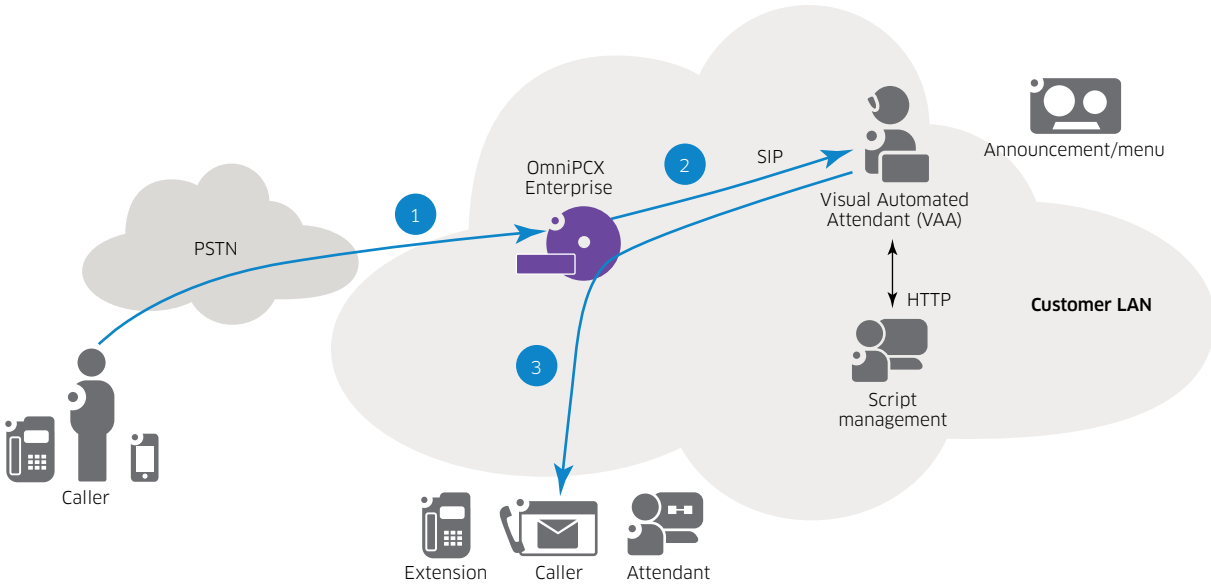 OmniPCX
Enterprise
2
SIP
Announcement/menu
Visual Automated
Attendant (VAA)
1
PSTN
HTTP
Customer LAN
3
Script
management
Caller
Extension
Caller
Attendant